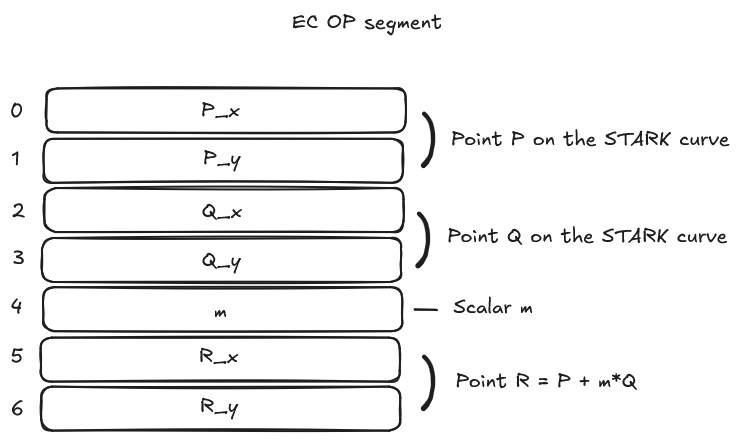 EC OP segment
0 P_x
Point P on the STARK curve
1 P_y
2 Q_x
Point Q on the STARK curve
3 Q_y
4 m Scalar m
5 R_x
Point R = P + m*Q
6 R_y